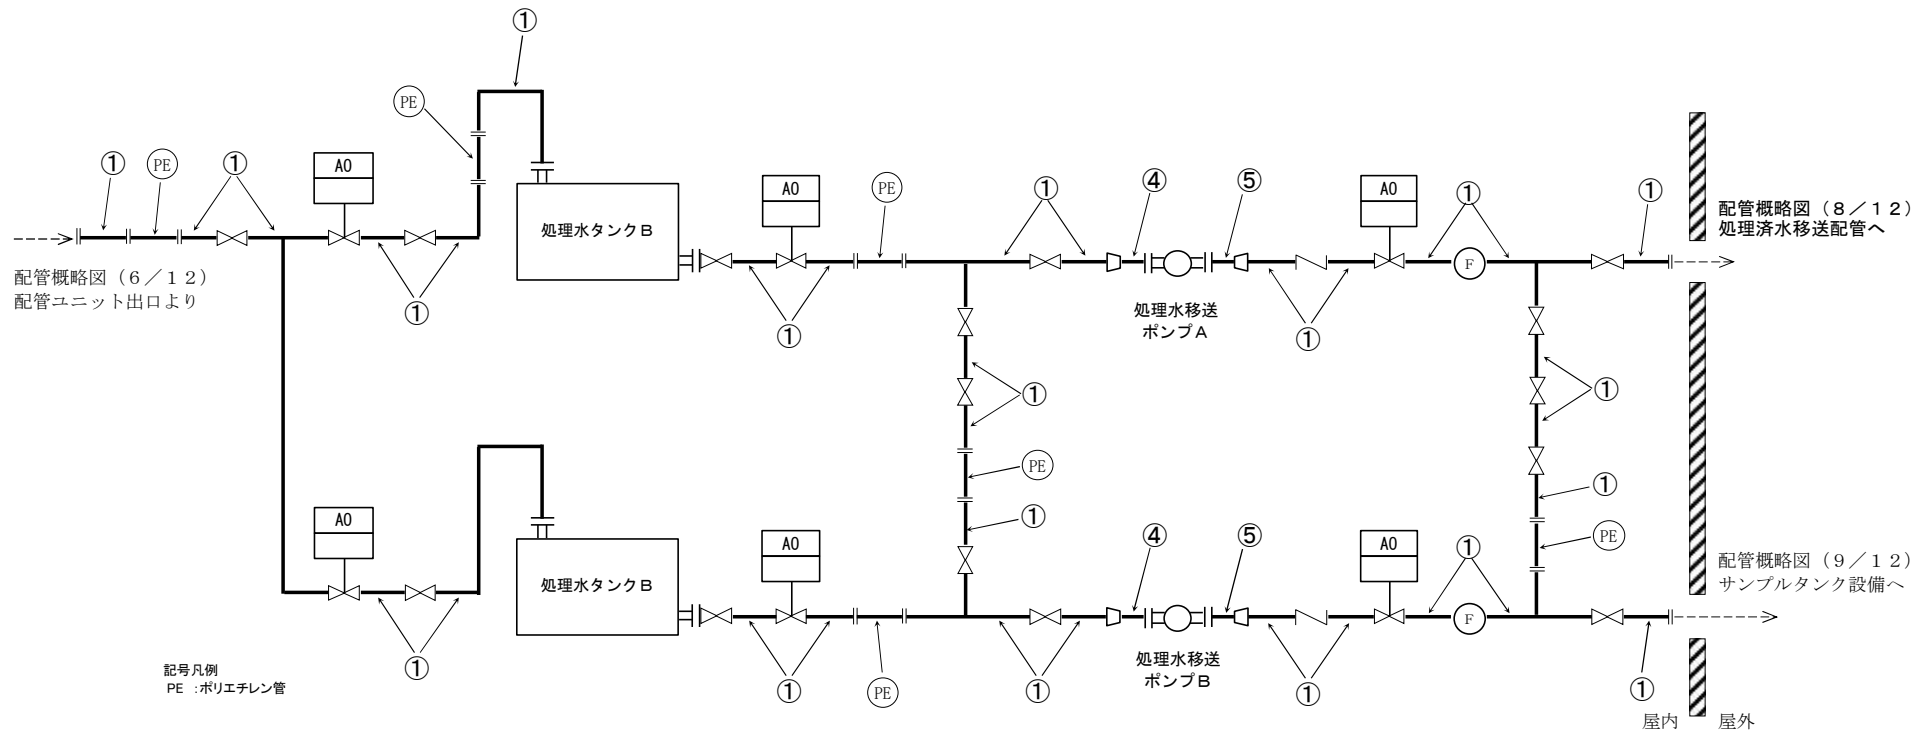 ①
PE
① PE ① AO AO PE ① ④ ⑤ AO ① ①
配管概略図（８／１２）
処理済水移送配管へ
処理水タンクＢ
F
配管概略図（６／１２）
配管ユニット出口より
①
①
処理水移送
ポンプＡ
①
①
①
PE
①
①
PE
AO
AO
④
⑤
AO
①
配管概略図（９／１２）
サンプルタンク設備へ
処理水タンクＢ
F
①
①
PE
①
処理水移送
ポンプＢ
①
①
記号凡例
PE ：ポリエチレン管
屋内 屋外